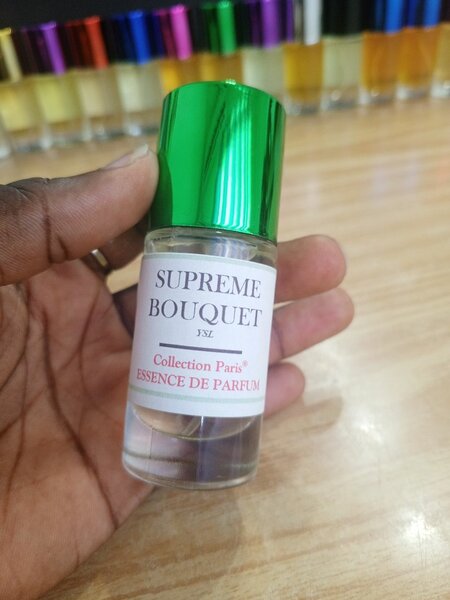 SUPREME
BOUQUET
YSL
Collection Paris®
ESSENCE DE PARFUM